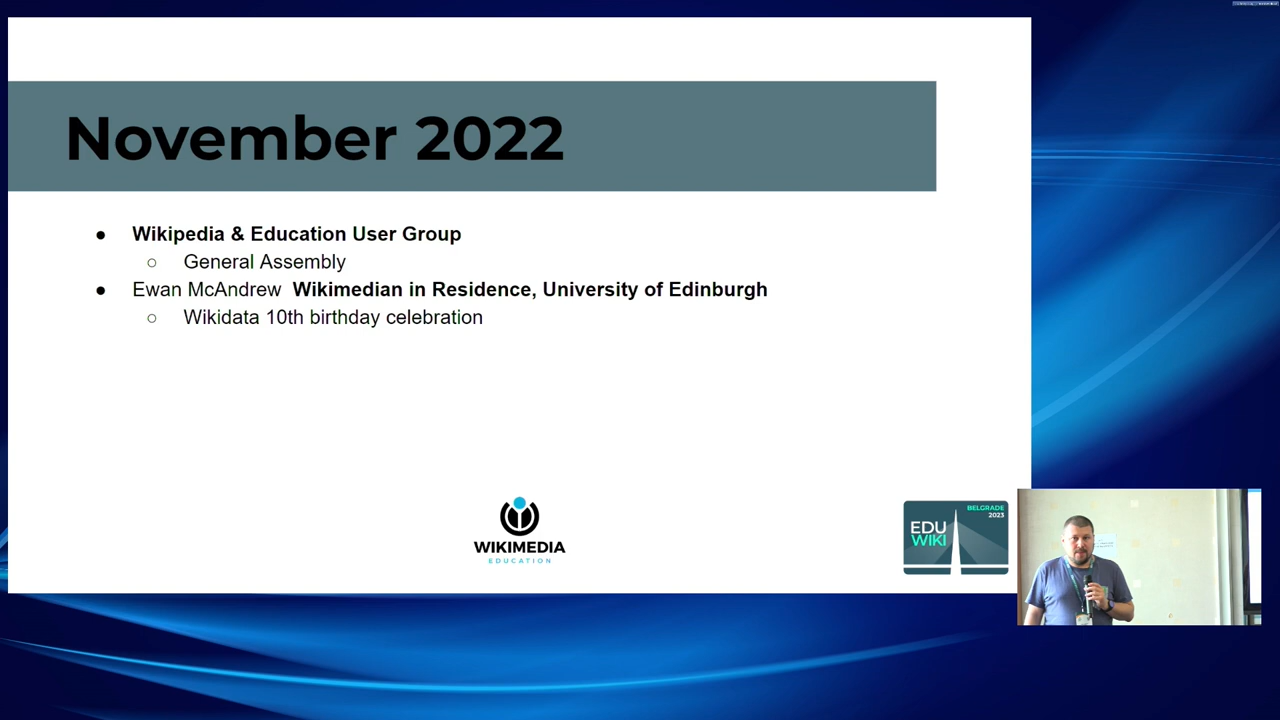 November 2022
● Wikipedia & Education User Group
○ General Assembly
● Ewan McAndrew Wikimedian in Residence, University of Edinburgh
○ Wikidata 10th birthday celebration
WIKIMEDIA
EDUCATION
BELGRADE
2023
EDU
WIKI